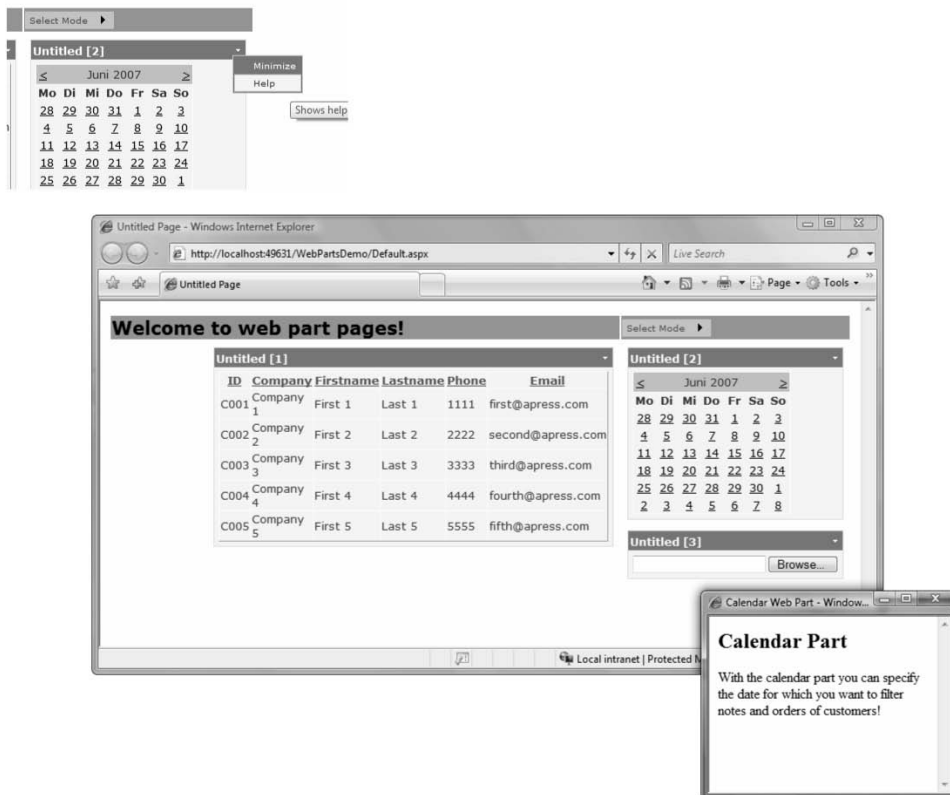 Select Mode
Untitled [2]
Minimize
Help
Shows help
< Juni 2007 >
Mo Di Mi Do Fr Sa So
28 29 30 31 1 2 3
4 5 6 7 8 9 10
11 12 13 14 15 16 17
18 19 20 21 22 23 24
25 26 27 28 29 30 1
Untitled Page - Windows Internet Explorer
http://localhost:49631/WebPartsDemo/Default.aspx
Live Search
Untitled Page
Page
Tools
Welcome to web part pages!
Select Mode
Untitled [1]
ID Company Firstname Lastname Phone Email
C001 Company 1 First 1 Last 1 1111 first@apress.com
C002 Company 2 First 2 Last 2 2222 second@apress.com
C003 Company 3 First 3 Last 3 3333 third@apress.com
C004 Company 4 First 4 Last 4 4444 fourth@apress.com
C005 Company 5 First 5 Last 5 5555 fifth@apress.com
Untitled [2]
< Juni 2007 >
Mo Di Mi Do Fr Sa So
28 29 30 31 1 2 3
4 5 6 7 8 9 10
11 12 13 14 15 16 17
18 19 20 21 22 23 24
25 26 27 28 29 30 1
2 3 4 5 6 7 8
Untitled [3]
Browse...
Local intranet | Protected M
Calendar Web Part - Window...
Calendar Part
With the calendar part you can specify
the date for which you want to filter
notes and orders of customers!